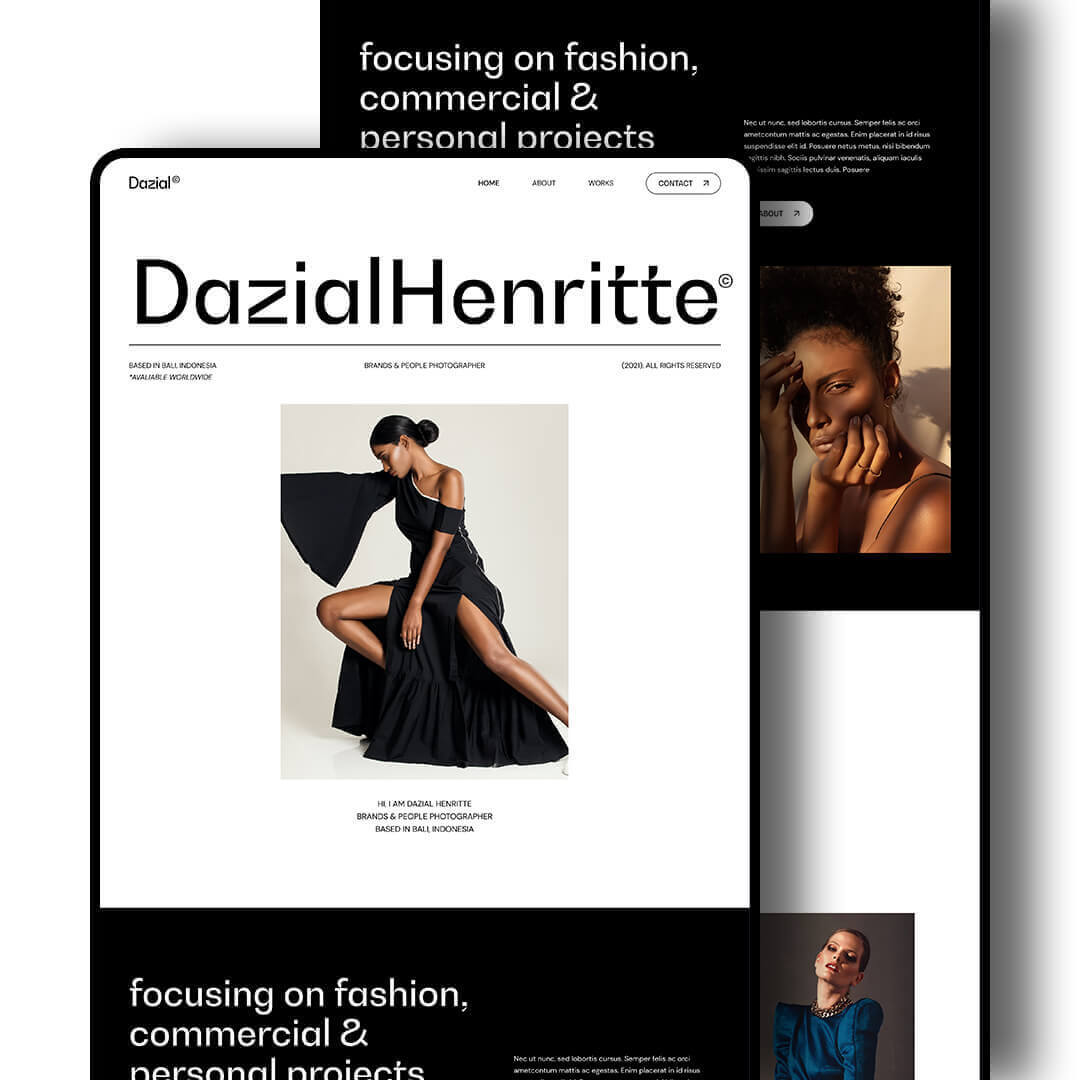 focusing on fashion,
commercial &
personal projects
Nec ut nunc, sed lobortis cursus. Semper felis ac orci
ametcontum mattis ac egestas. Enim placerat in id risus
suspendisse elit id. Posuere netus metus, nisi bibendum
sagittis nibh. Sociis pulvinar venenatis, aliquam iaculis
sagittis lectus duis. Posuere
ABOUT
Dazial©
HOME ABOUT WORKS CONTACT
DazialHenritte©
BASED IN BALI, INDONESIA
*AVALIABLE WORLDWIDE
BRANDS & PEOPLE PHOTOGRAPHER
(2021). ALL RIGHTS RESERVED
HI, I AM DAZIAL HENRITTE
BRANDS & PEOPLE PHOTOGRAPHER
BASED IN BALI, INDONESIA
focusing on fashion,
commercial &
personal projects
Nec ut nunc, sed lobortis cursus. Semper felis ac orci
ametcontum mattis ac egestas. Enim placerat in id risus